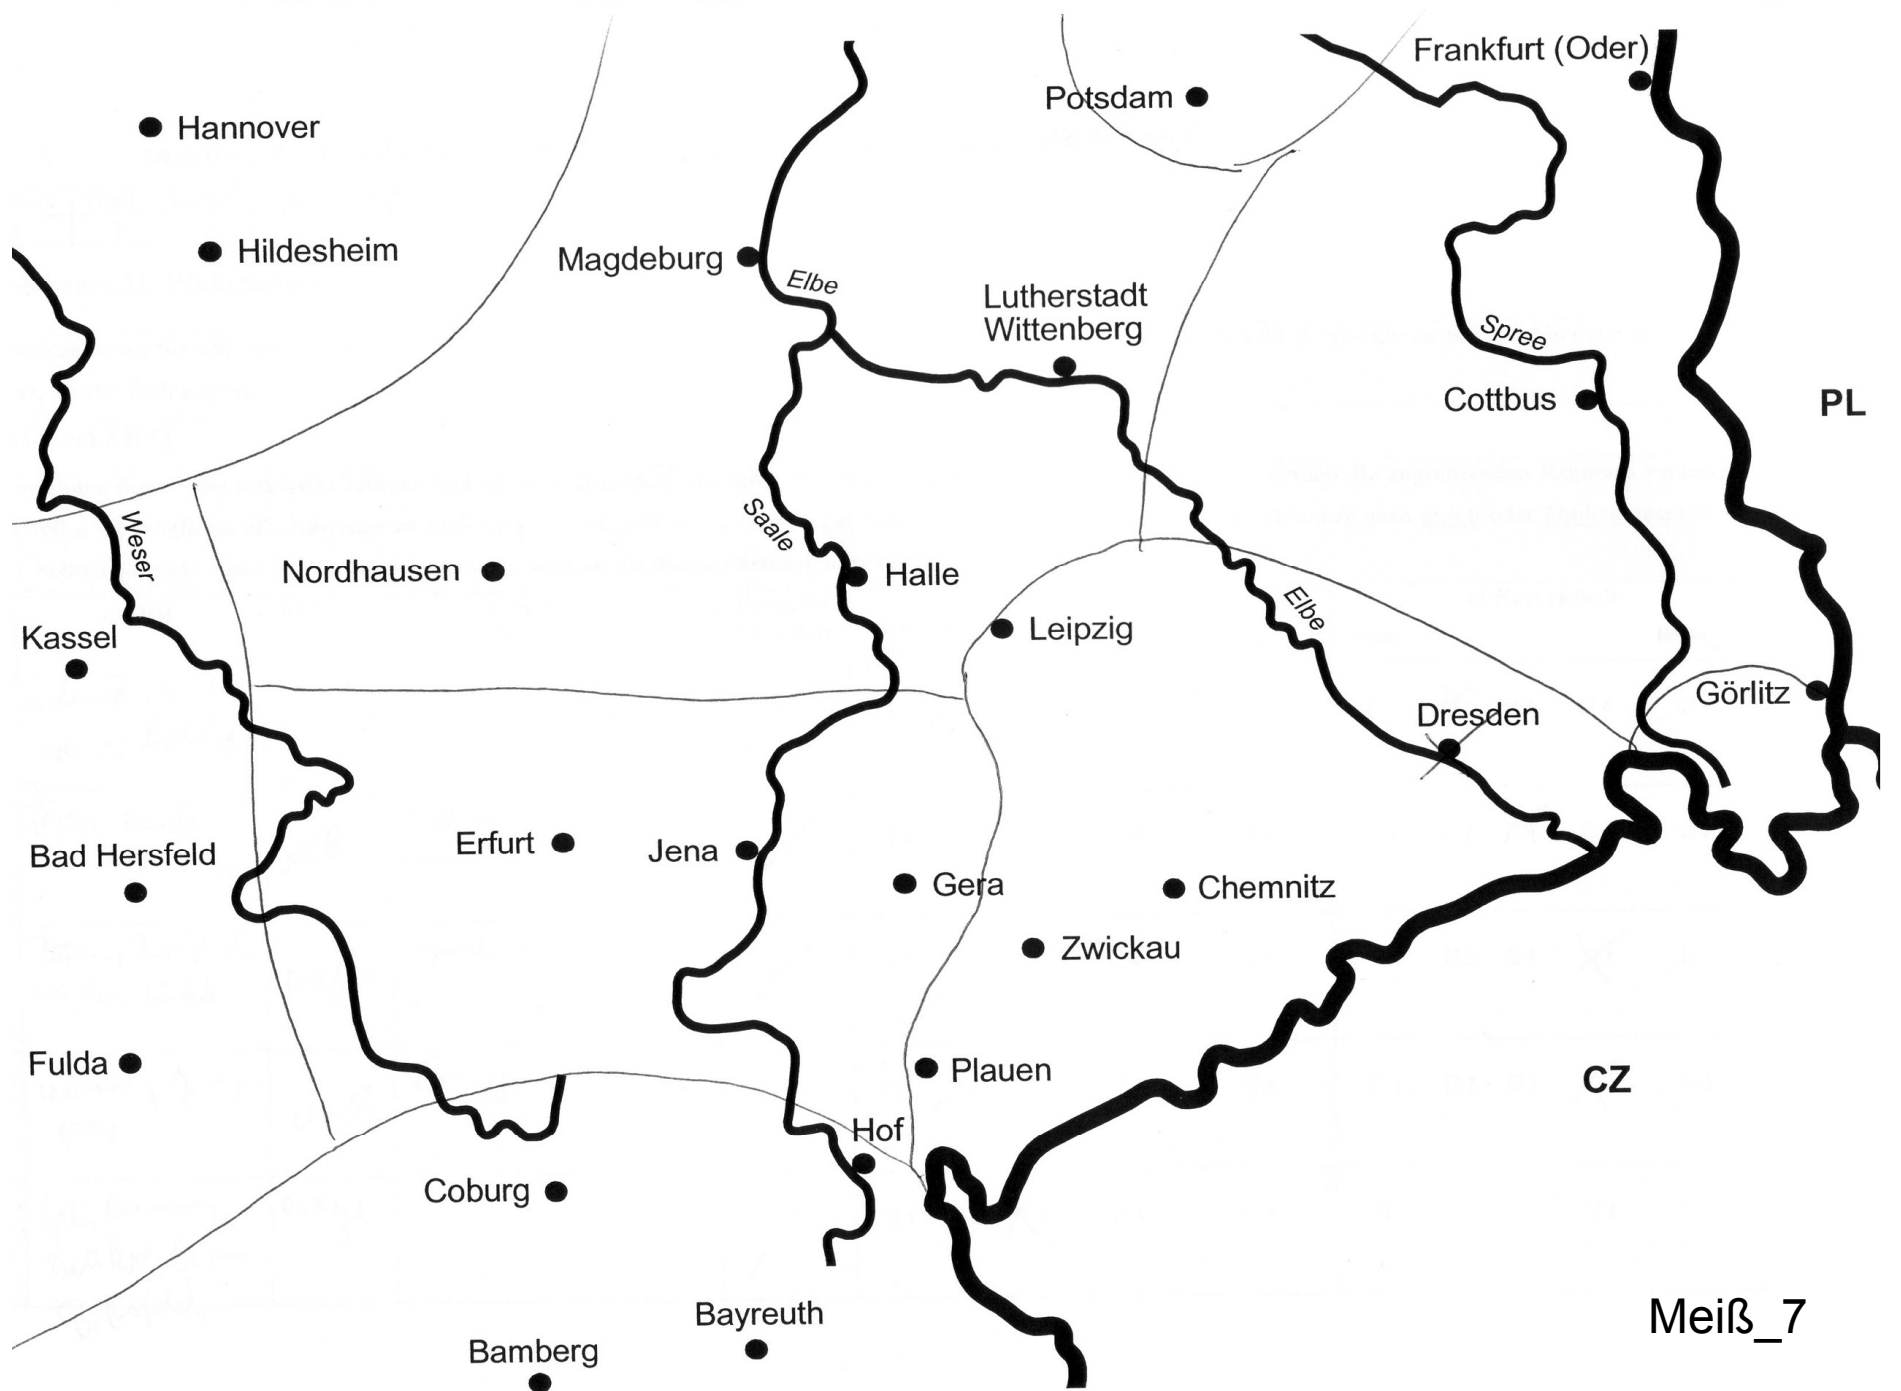 Frankfurt (Oder)
Potsdam
Hannover
Hildesheim
Magdeburg
Elbe
Lutherstadt
Wittenberg
Spree
Cottbus
PL
Weser
Saale
Nordhausen
Halle
Elbe
Leipzig
Kassel
Görlitz
Dresden
Erfurt
Jena
Bad Hersfeld
Gera
Chemnitz
Zwickau
Fulda
Plauen
CZ
Hof
Coburg
Bayreuth
Meiß_7
Bamberg